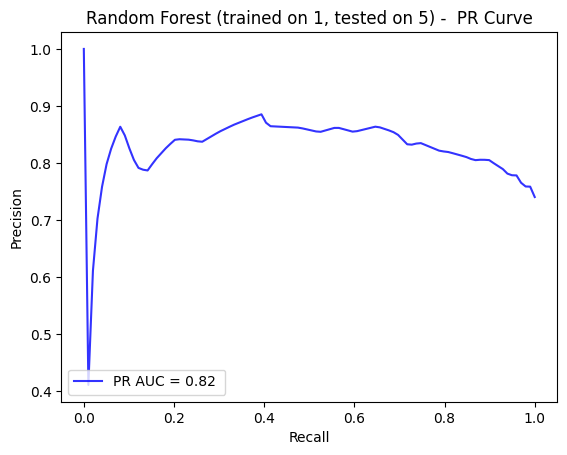 Random Forest (trained on 1, tested on 5) -  PR Curve
1.0
0.9
0.8
0.7
0.6
0.5
0.4
Precision
PR AUC = 0.82
0.0 0.2 0.4 0.6 0.8 1.0
Recall